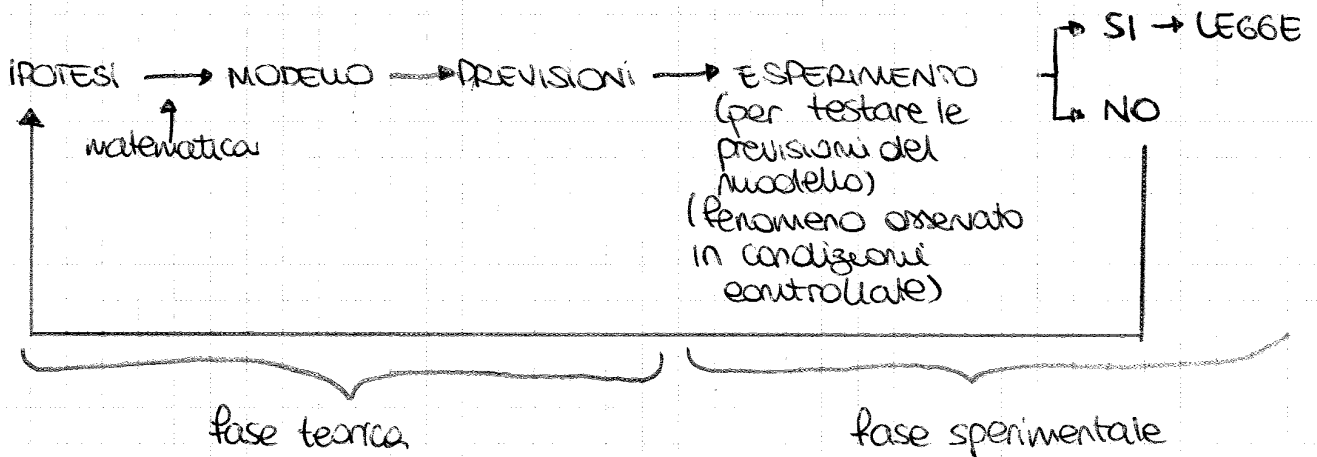 SI → LEGGE
IPOTESI → MODELLO → PREVISIONI → ESPERIMENTO
matematica
(per testare le
NO
previsioni del
modello)
(fenomeno osservato
in condizioni
controllate)
fase teorica
fase sperimentale